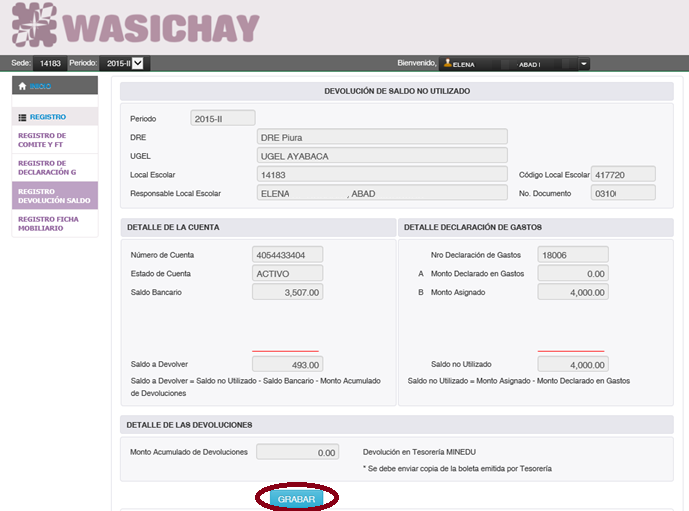 WASICHAY
Sede: 14183 Periodo: 2015-II Bienvenido, ELENA ABAD
INICIO
REGISTRO
REGISTRO DE
COMITE Y FT
REGISTRO DE
DECLARACIÓN G
REGISTRO
DEVOLUCIÓN SALDO
REGISTRO FICHA
MOBILIARIO
DEVOLUCIÓN DE SALDO NO UTILIZADO
Periodo 2015-II
DRE DRE Piura
UGEL UGEL AYABACA
Local Escolar 14183 Código Local Escolar 417720
Responsable Local Escolar ELENA , ABAD No. Documento 0310
DETALLE DE LA CUENTA
Número de Cuenta 4054433404
Estado de Cuenta ACTIVO
Saldo Bancario 3,507.00
Saldo a Devolver 493.00
Saldo a Devolver = Saldo no Utilizado - Saldo Bancario - Monto Acumulado
de Devoluciones
DETALLE DECLARACIÓN DE GASTOS
Nro Declaración de Gastos 18006
A Monto Declarado en Gastos 0.00
B Monto Asignado 4,000.00
Saldo no Utilizado 4,000.00
Saldo no Utilizado = Monto Asignado - Monto Declarado en Gastos
DETALLE DE LAS DEVOLUCIONES
Monto Acumulado de Devoluciones 0.00 Devolución en Tesorería MINEDU
* Se debe enviar copia de la boleta emitida por Tesorería
GRABAR